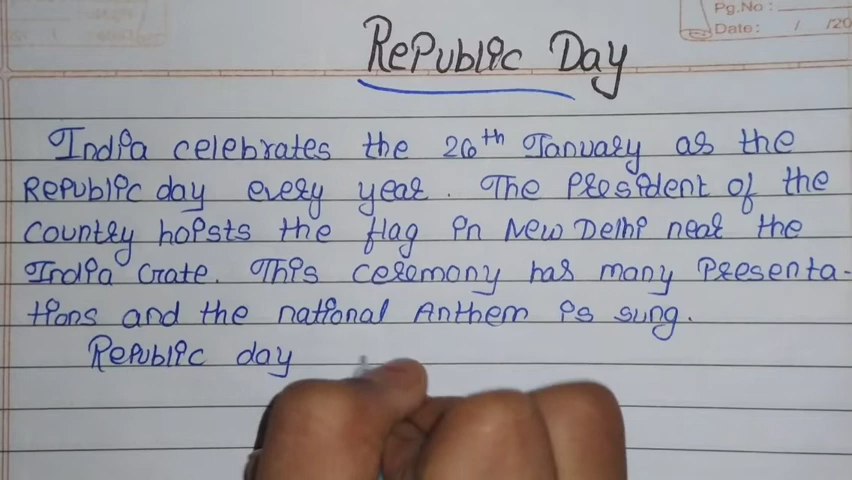 Pg.No:
Date: / /20
Republic Day
India celebrates the 26th January as the
Republic day every year. The President of the
Country hoists the flag in New Delhi near the
India Gate. This ceremony has many Presenta-
tions and the national Anthem is sung.
Republic day